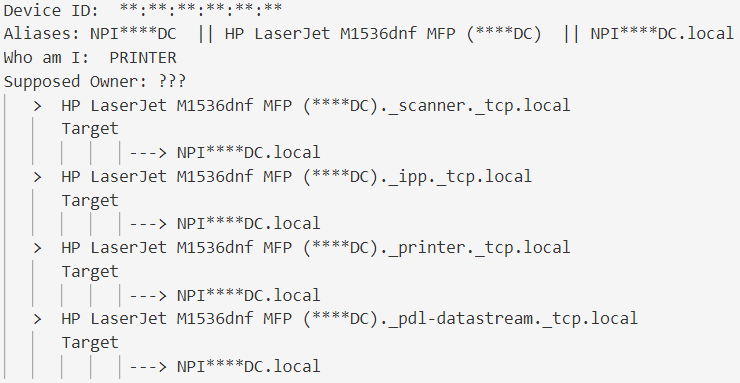 Device ID:  **:**:**:**:**:**
Aliases: NPI****DC  || HP LaserJet M1536dnf MFP (****DC)  || NPI****DC.local
Who am I:  PRINTER
Supposed Owner: ???
>  HP LaserJet M1536dnf MFP (****DC)._scanner._tcp.local
Target
---> NPI****DC.local
>  HP LaserJet M1536dnf MFP (****DC)._ipp._tcp.local
Target
---> NPI****DC.local
>  HP LaserJet M1536dnf MFP (****DC)._printer._tcp.local
Target
---> NPI****DC.local
>  HP LaserJet M1536dnf MFP (****DC)._pdl-datastream._tcp.local
Target
---> NPI****DC.local